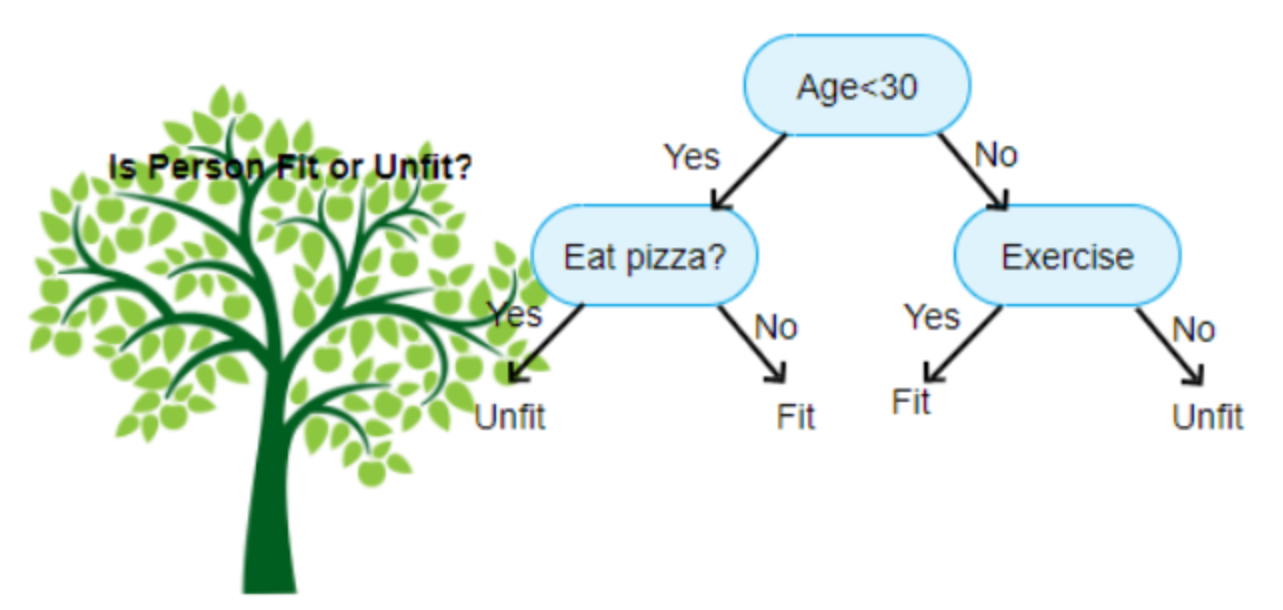 Age<30
Is Person Fit or Unfit?
Yes
No
Eat pizza?
Exercise
Yes
No
Yes
No
Unfit
Fit
Fit
Unfit